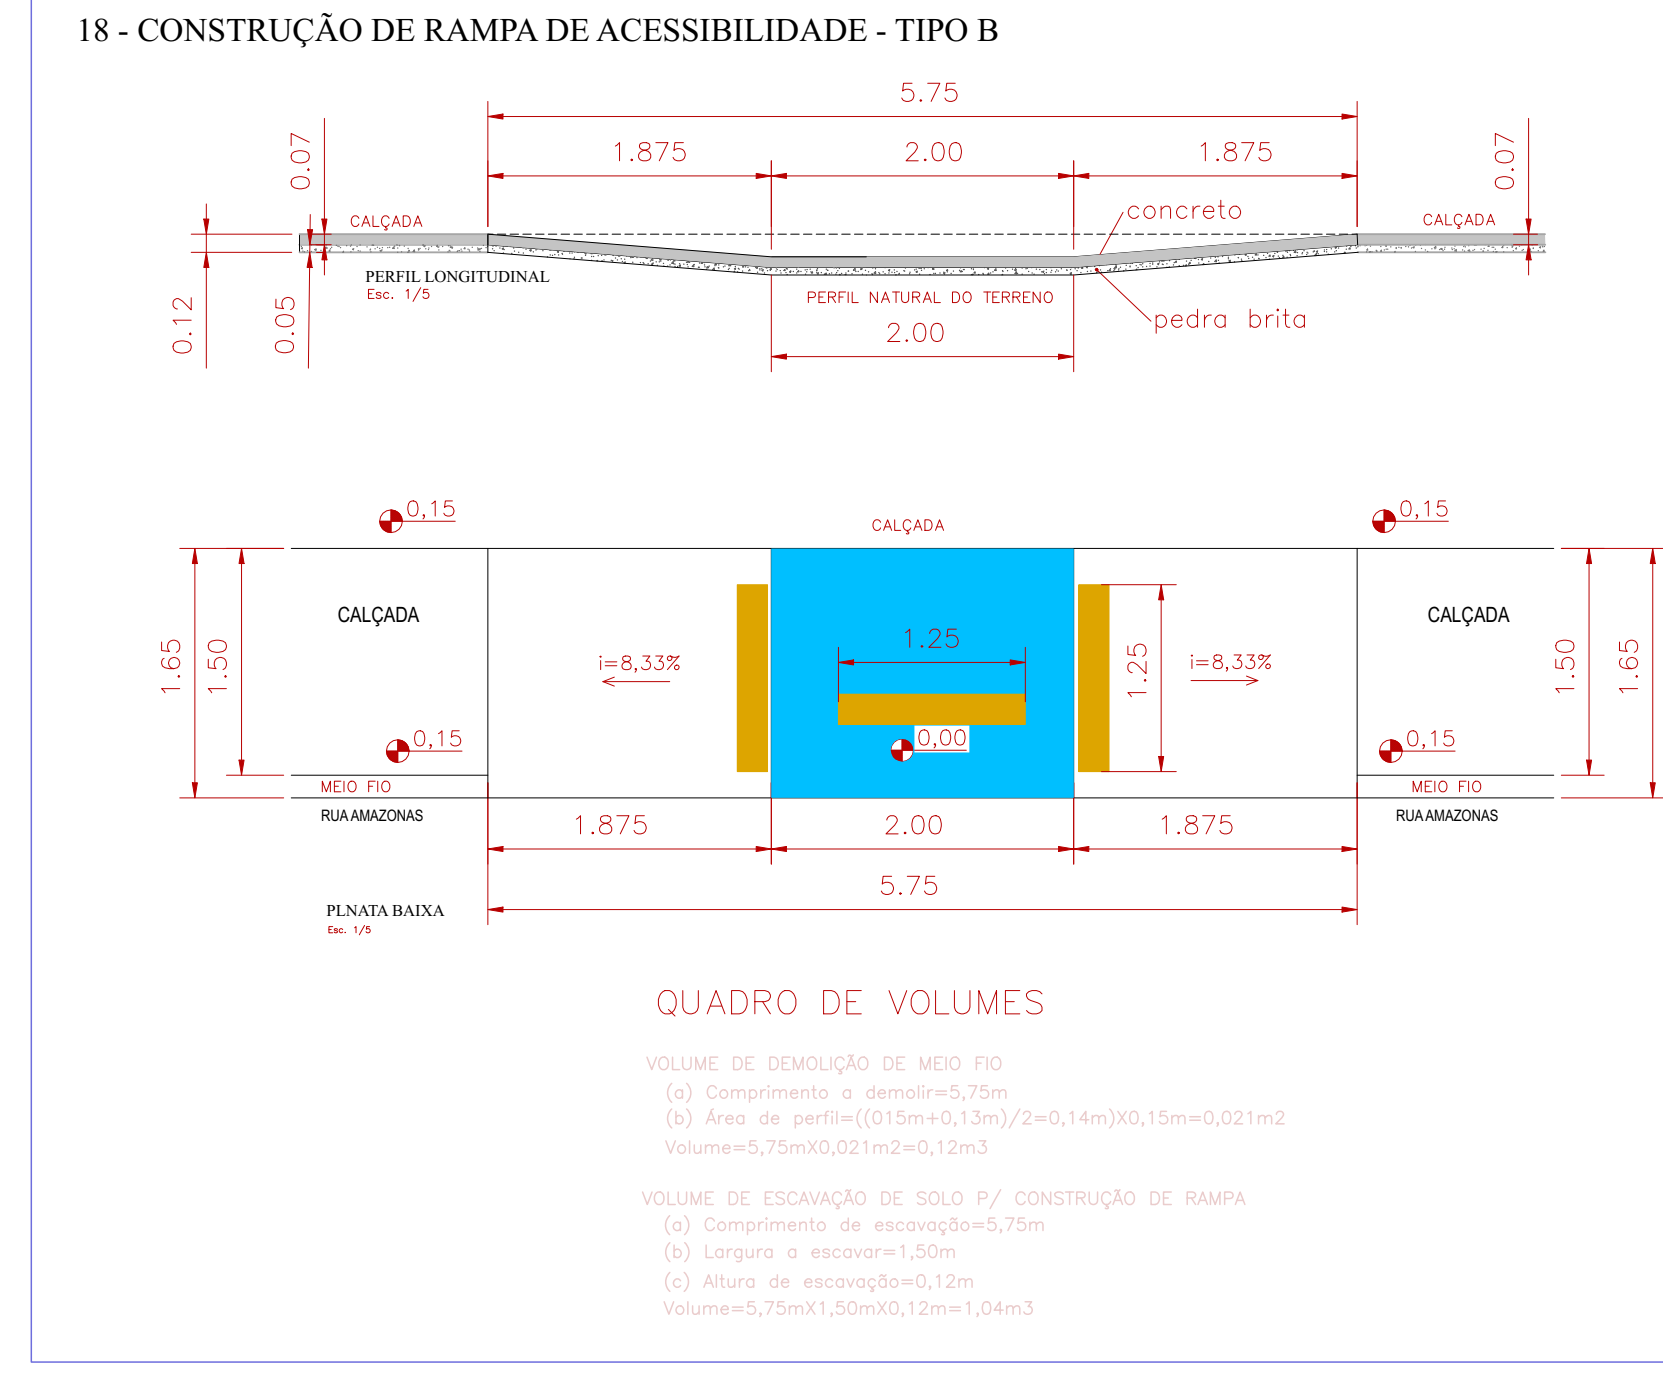 18 - CONSTRUÇÃO DE RAMPA DE ACESSIBILIDADE - TIPO B
5.75
1.875
2.00
1.875
0.07
0.07
CALÇADA
concreto
CALÇADA
PERFIL LONGITUDINAL
Esc. 1/5
PERFIL NATURAL DO TERRENO
pedra brita
0.12
0.05
2.00
0,15
CALÇADA
0,15
CALÇADA
CALÇADA
1.65
1.50
i=8,33%
1.25
1.25
i=8,33%
1.50
1.65
0,15
0,00
0,15
MEIO FIO
MEIO FIO
RUA AMAZONAS
RUA AMAZONAS
1.875
2.00
1.875
5.75
PLNATA BAIXA
Esc. 1/5
QUADRO DE VOLUMES
VOLUME DE DEMOLIÇÃO DE MEIO FIO
(a) Comprimento a demolir=5,75m
(b) Área de perfil=((015m+0,13m)/2=0,14m)X0,15m=0,021m2
Volume=5,75mX0,021m2=0,12m3
VOLUME DE ESCAVAÇÃO DE SOLO P/ CONSTRUÇÃO DE RAMPA
(a) Comprimento de escavação=5,75m
(b) Largura a escavar=1,50m
(c) Altura de escavação=0,12m
Volume=5,75mX1,50mX0,12m=1,04m3